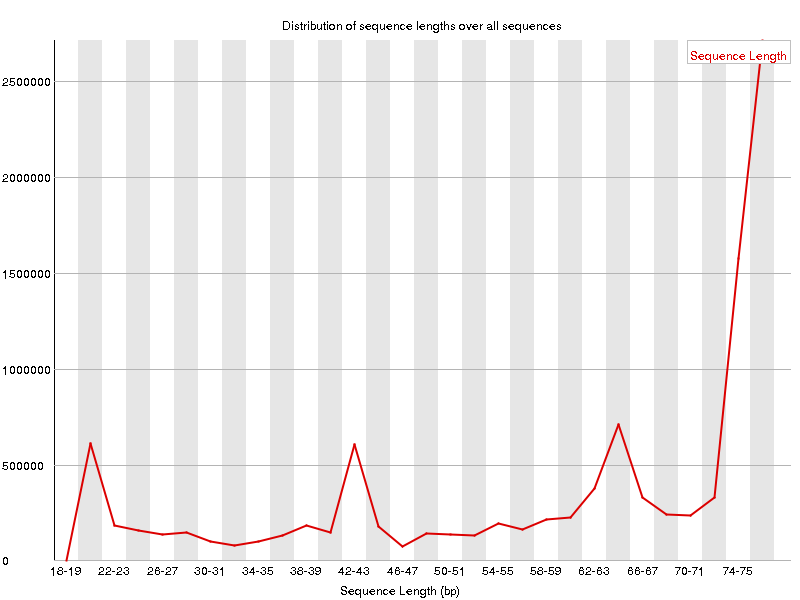 Distribution of sequence lengths over all sequences
Sequence Length
2500000
2000000
1500000
1000000
500000
0
18-19 22-23 26-27 30-31 34-35 38-39 42-43 46-47 50-51 54-55 58-59 62-63 66-67 70-71 74-75
Sequence Length (bp)